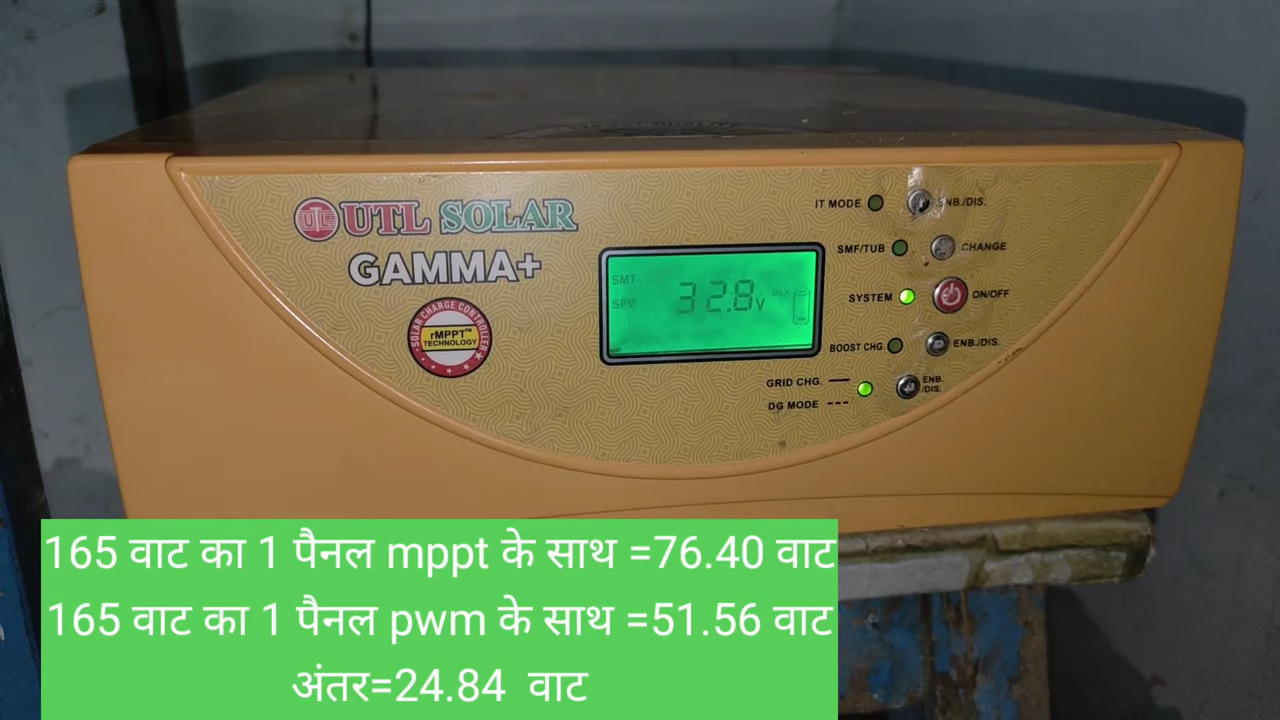 UTL SOLAR
GAMMA+
SOLAR CHARGE CONTROLLER
rMPPT™
TECHNOLOGY
SMT
SPV
32.8V
BLK
IT MODE
ENB./DIS.
SMF/TUB
CHANGE
SYSTEM
ON/OFF
BOOST CHG.
ENB./DIS.
GRID CHG.
ENB.
/DIS.
DG MODE
165 वाट का 1 पैनल mppt के साथ =76.40 वाट
165 वाट का 1 पैनल pwm के साथ =51.56 वाट
अंतर=24.84 वाट